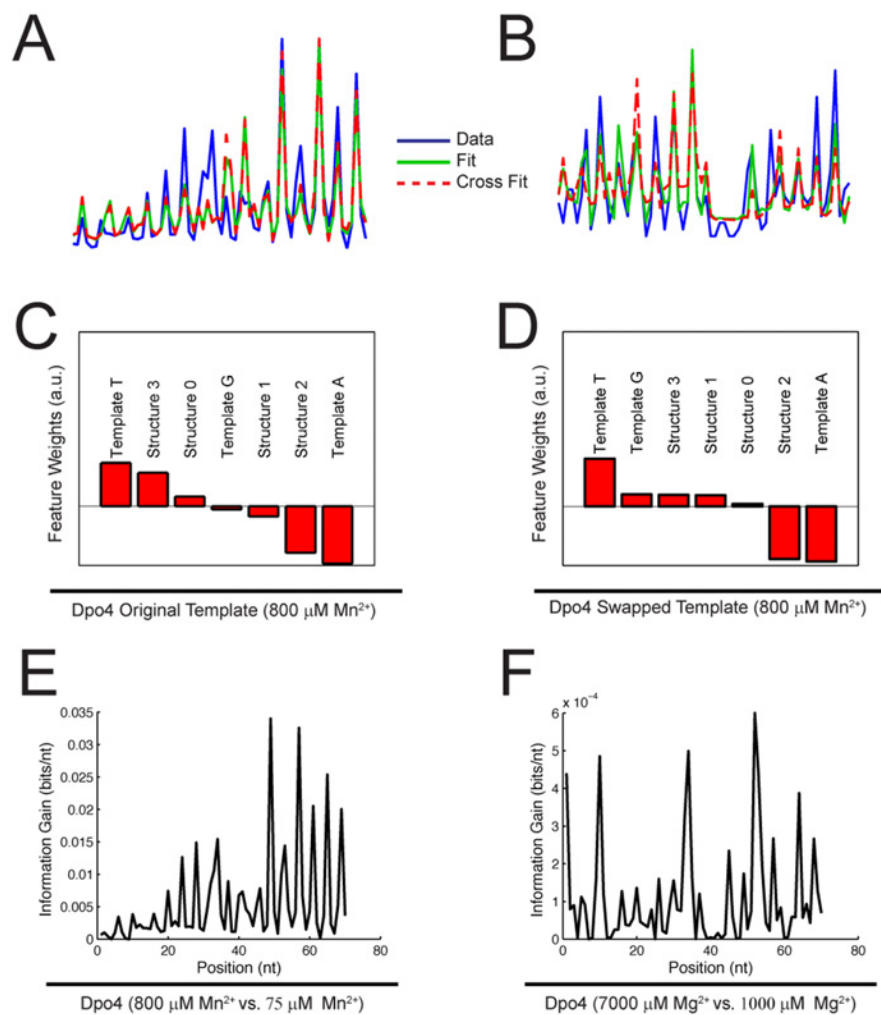 A
B
Data
Fit
Cross Fit
C
Feature Weights (a.u.)
Template T
Structure 3
Structure 0
Template G
Structure 1
Structure 2
Template A
Dpo4 Original Template (800 μM Mn²⁺)
D
Feature Weights (a.u.)
Template T
Template G
Structure 3
Structure 1
Structure 0
Structure 2
Template A
Dpo4 Swapped Template (800 μM Mn²⁺)
E
Information Gain (bits/nt)
0.035
0.03
0.025
0.02
0.015
0.01
0.005
0
0 20 40 60 80
Position (nt)
Dpo4 (800 μM Mn²⁺ vs. 75 μM Mn²⁺)
F
x 10⁻⁴
Information Gain (bits/nt)
6
5
4
3
2
1
0
0 20 40 60 80
Position (nt)
Dpo4 (7000 μM Mg²⁺ vs. 1000 μM Mg²⁺)